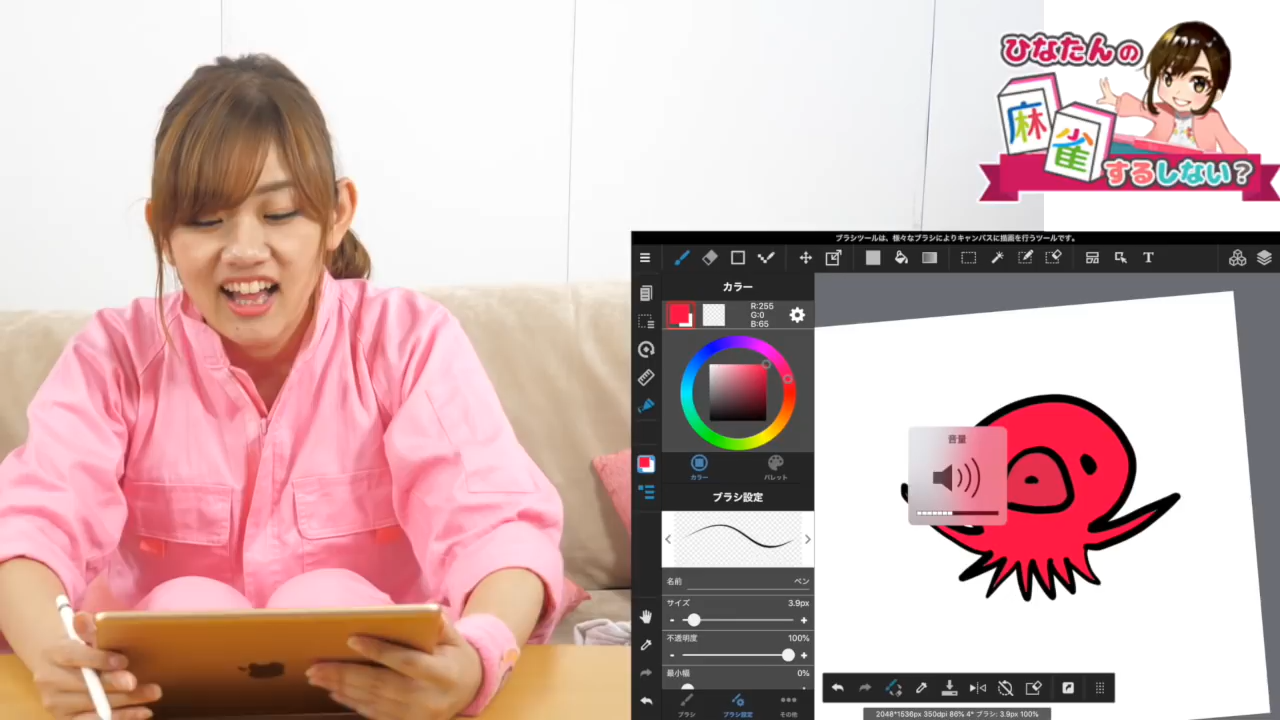 ひなたんの
麻
雀
するしない？
ブラシツールは、様々なブラシによりキャンバスに描画を行うツールです。
T
カラー
R:255
G:0
B:65
音量
カラー
パレット
ブラシ設定
名前
ペン
サイズ
3.9px
不透明度
100%
最小幅
0%
ブラシ
ブラシ設定
その他
2048*1536px 350dpi 86% 4* ブラシ: 3.9px 100%